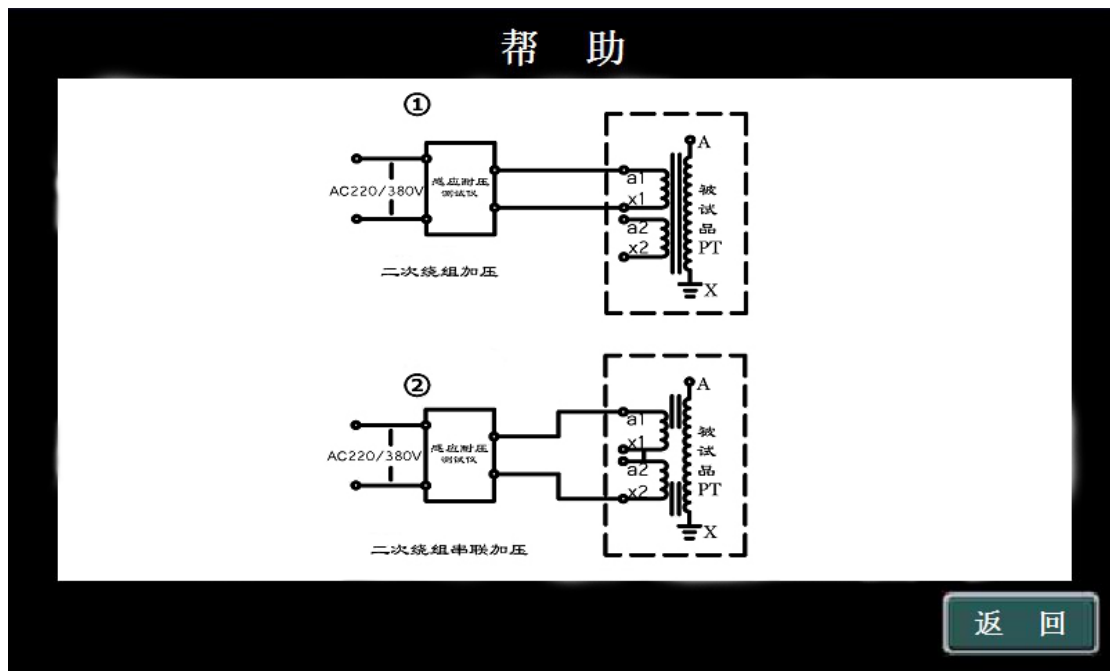 帮 助
①
AC220/380V
感应耐压
测试仪
a1
x1
a2
x2
A
被
试
品
PT
X
二次绕组加压
②
AC220/380V
感应耐压
测试仪
a1
x1
a2
x2
A
被
试
品
PT
X
二次绕组串联加压
返 回